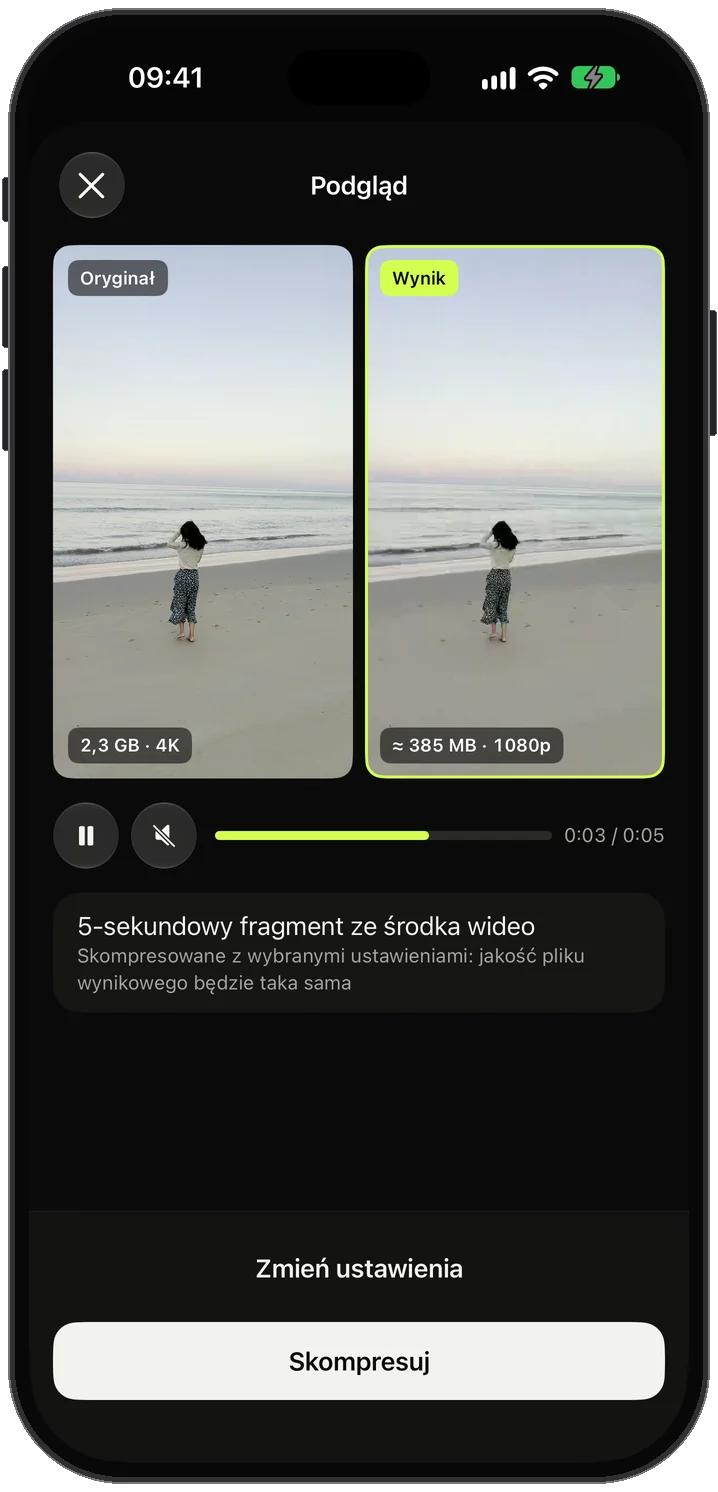 09:41
Podgląd
Oryginał
Wynik
2,3 GB · 4K
≈ 385 MB · 1080p
0:03 / 0:05
5-sekundowy fragment ze środka wideo
Skompresowane z wybranymi ustawieniami: jakość pliku
wynikowego będzie taka sama
Zmień ustawienia
Skompresuj